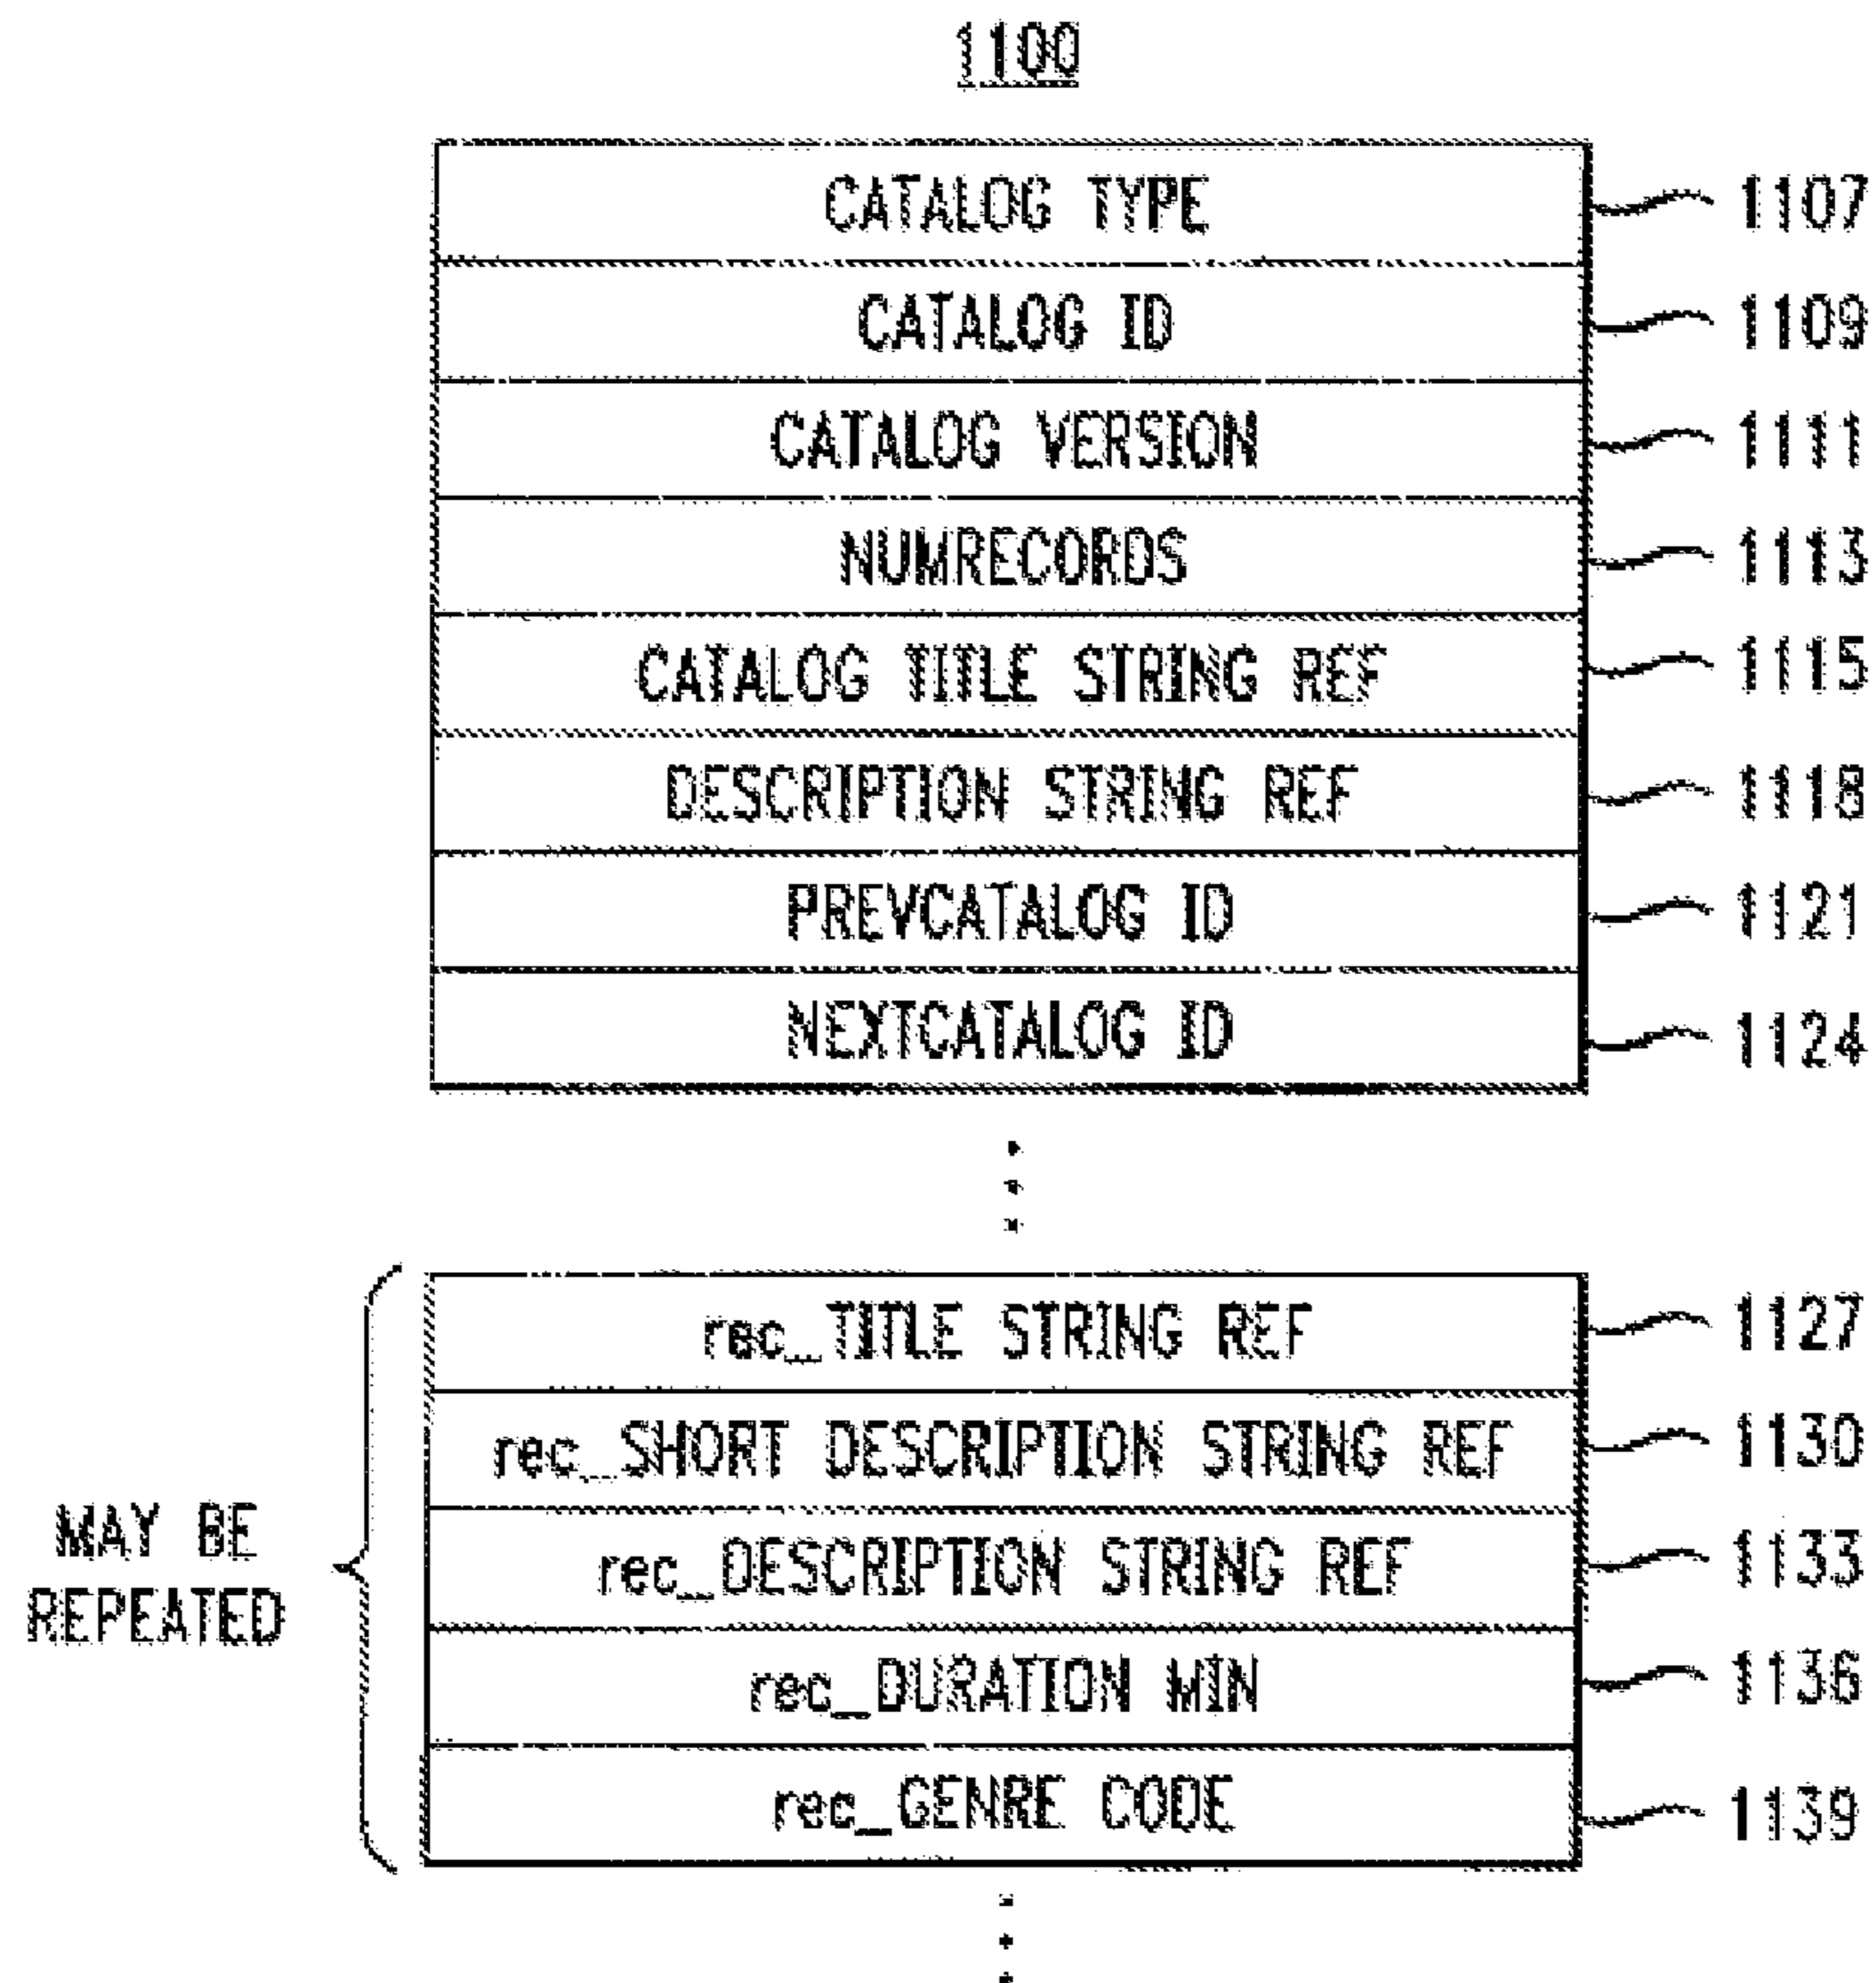 1100
CATALOG TYPE 1107
CATALOG ID 1109
CATALOG VERSION 1111
NUMRECORDS 1113
CATALOG TITLE STRING REF 1115
DESCRIPTION STRING REF 1118
PREVCATALOG ID 1121
NEXTCATALOG ID 1124
rec_TITLE STRING REF 1127
rec_SHORT DESCRIPTION STRING REF 1130
MAY BE
REPEATED
rec_DESCRIPTION STRING REF 1133
rec_DURATION MIN 1136
rec_GENRE CODE 1139